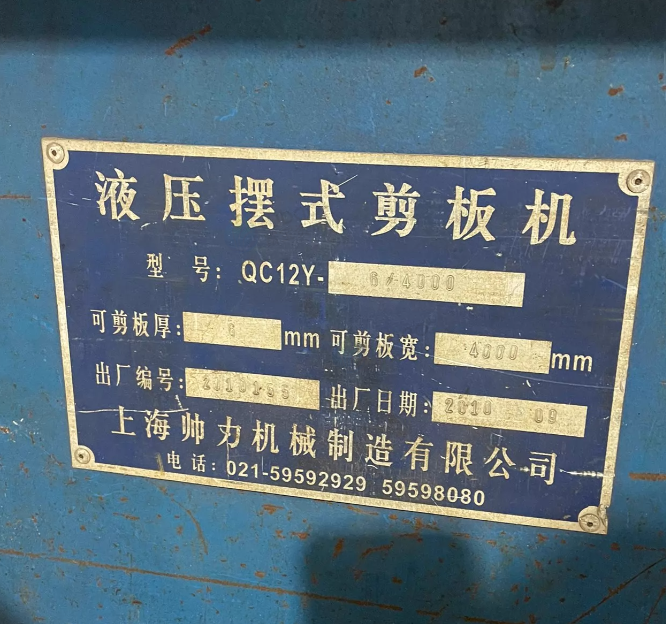 液压摆式剪板机
型 号: QC12Y-6/4000
可剪板厚: 6 mm 可剪板宽: 4000 mm
出厂编号: 出厂日期: 2010 09
上海帅力机械制造有限公司
电话: 021-59592929 59598080